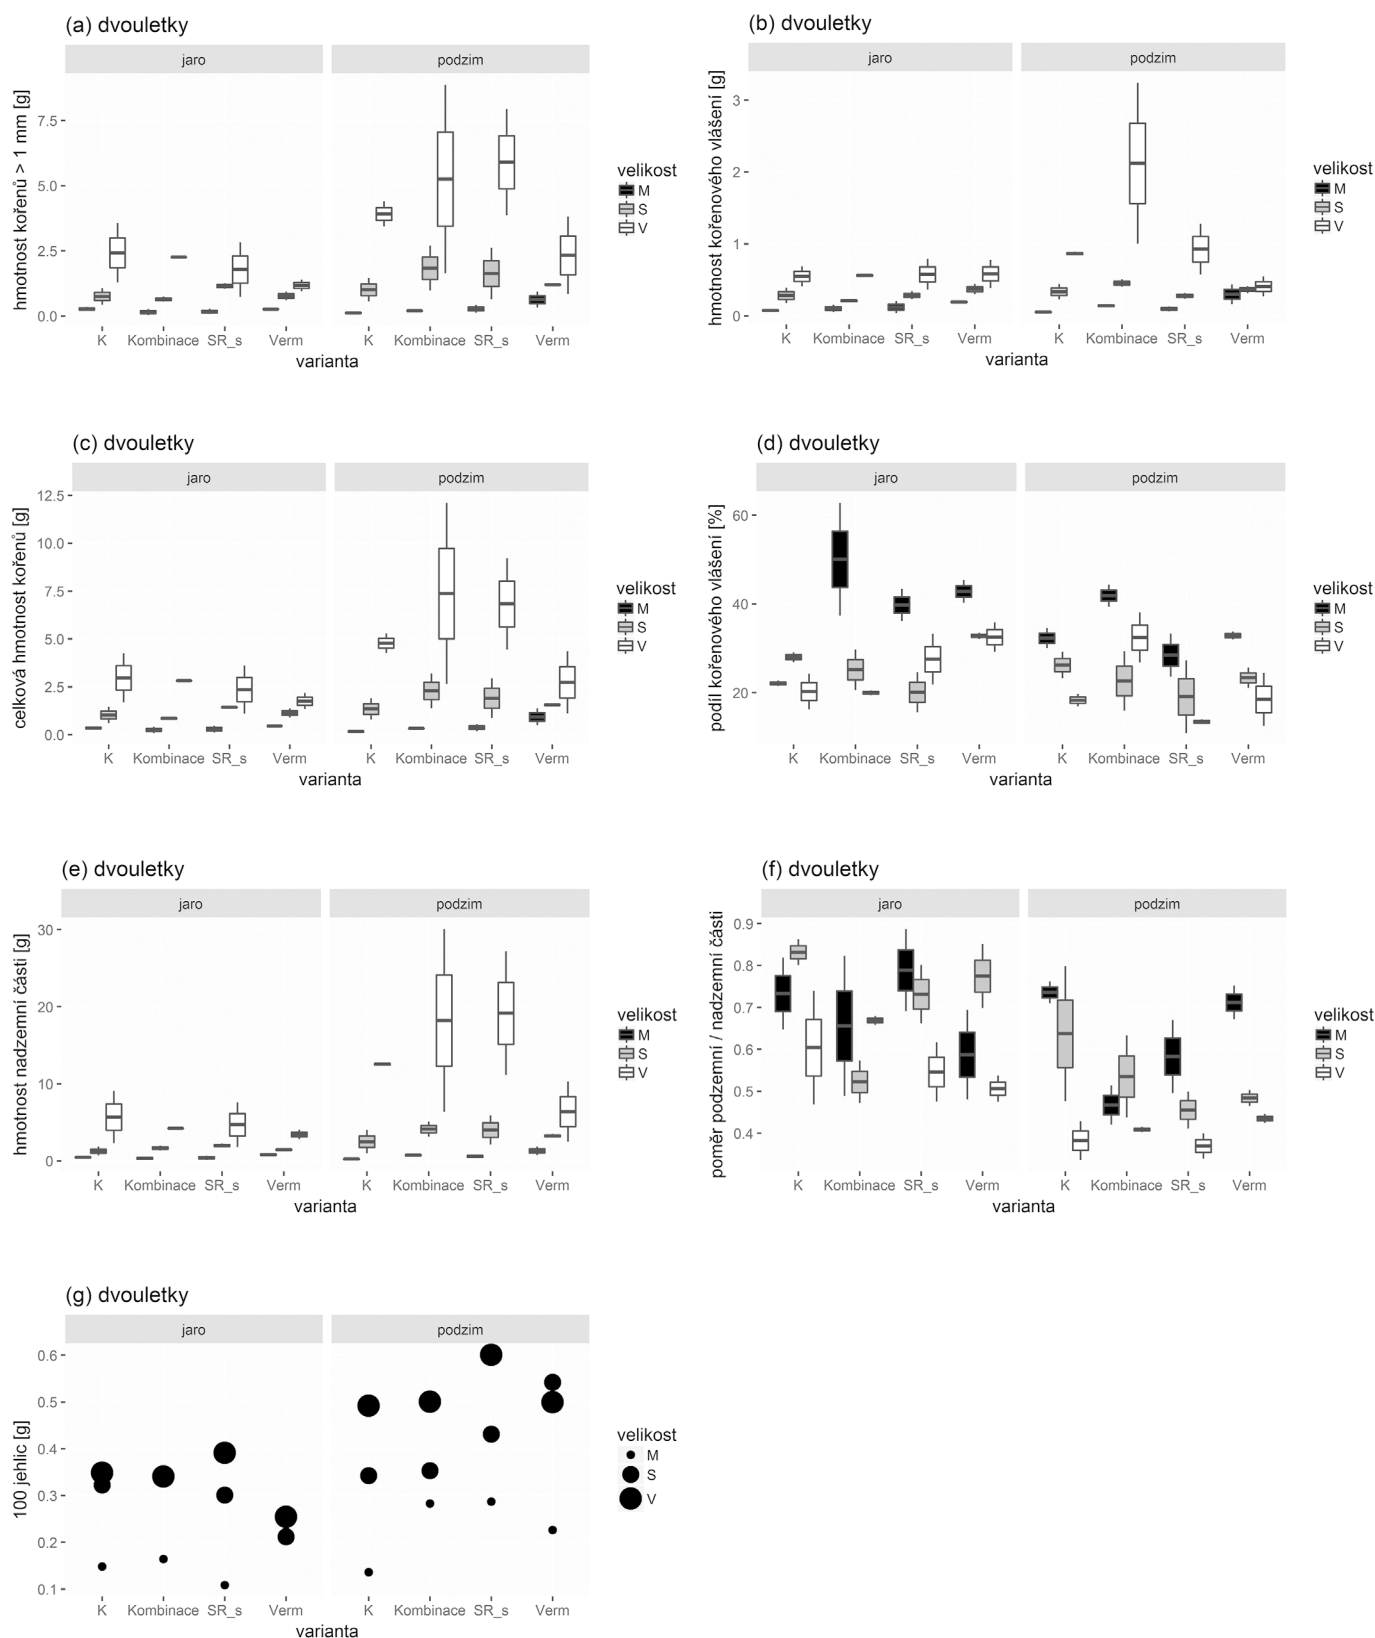 (a) dvouletky
jaro
podzim
hmotnost kořenů > 1 mm [g]
7.5
5.0
2.5
0.0
K
Kombinace
SR_s
Verm
K
Kombinace
SR_s
Verm
varianta
velikost
M
S
V
(b) dvouletky
jaro
podzim
hmotnost kořenového vlášení [g]
3
2
1
0
K
Kombinace
SR_s
Verm
K
Kombinace
SR_s
Verm
varianta
velikost
M
S
V
(c) dvouletky
jaro
podzim
celková hmotnost kořenů [g]
12.5
10.0
7.5
5.0
2.5
0.0
K
Kombinace
SR_s
Verm
K
Kombinace
SR_s
Verm
varianta
velikost
M
S
V
(d) dvouletky
jaro
podzim
podíl kořenového vlášení [%]
60
40
20
K
Kombinace
SR_s
Verm
K
Kombinace
SR_s
Verm
varianta
velikost
M
S
V
(e) dvouletky
jaro
podzim
hmotnost nadzemní části [g]
30
20
10
0
K
Kombinace
SR_s
Verm
K
Kombinace
SR_s
Verm
varianta
velikost
M
S
V
(f) dvouletky
jaro
podzim
poměr podzemní / nadzemní části
0.9
0.8
0.7
0.6
0.5
0.4
K
Kombinace
SR_s
Verm
K
Kombinace
SR_s
Verm
varianta
velikost
M
S
V
(g) dvouletky
jaro
podzim
100 jehlic [g]
0.6
0.5
0.4
0.3
0.2
0.1
K
Kombinace
SR_s
Verm
K
Kombinace
SR_s
Verm
varianta
velikost
M
S
V